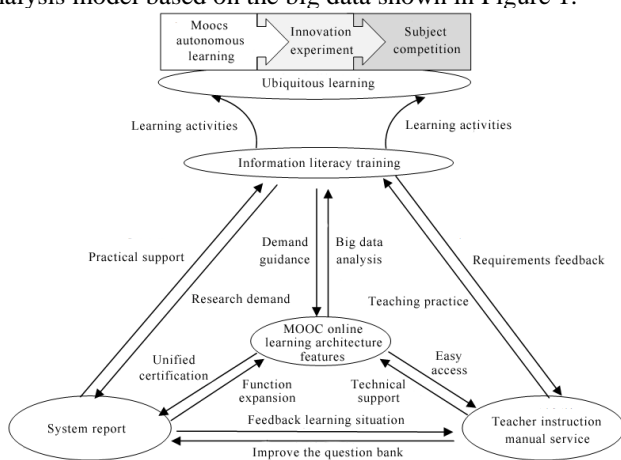 analysis model based on the big data shown in Figure 1.
Moocs
autonomous
learning
Innovation
experiment
Subject
competition
Ubiquitous learning
Learning activities
Learning activities
Information literacy training
Practical support
Demand
guidance
Big data
analysis
Requirements feedback
Research demand
Teaching practice
MOOC online
learning architecture
features
Unified
certification
Easy
access
Function
expansion
Technical
support
System report
Feedback learning situation
Teacher instruction
manual service
Improve the question bank